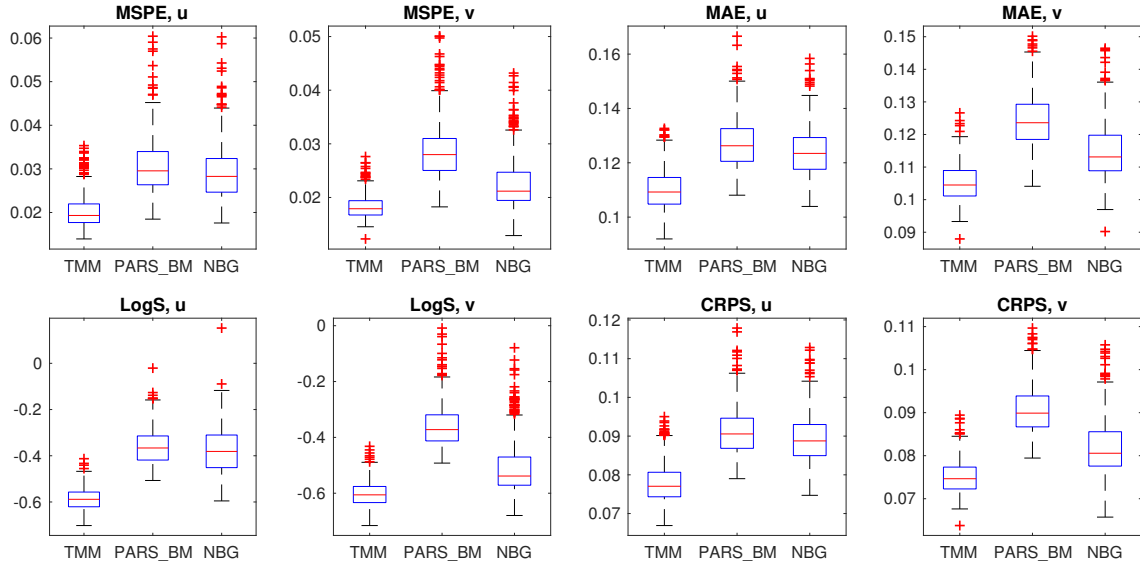 MSPE, u
0.06
0.05
0.04
0.03
0.02
TMM PARS_BM NBG
MSPE, v
0.05
0.04
0.03
0.02
TMM PARS_BM NBG
MAE, u
0.16
0.14
0.12
0.1
TMM PARS_BM NBG
MAE, v
0.15
0.14
0.13
0.12
0.11
0.1
0.09
TMM PARS_BM NBG
LogS, u
0
-0.2
-0.4
-0.6
TMM PARS_BM NBG
LogS, v
0
-0.2
-0.4
-0.6
TMM PARS_BM NBG
CRPS, u
0.12
0.11
0.1
0.09
0.08
0.07
TMM PARS_BM NBG
CRPS, v
0.11
0.1
0.09
0.08
0.07
TMM PARS_BM NBG